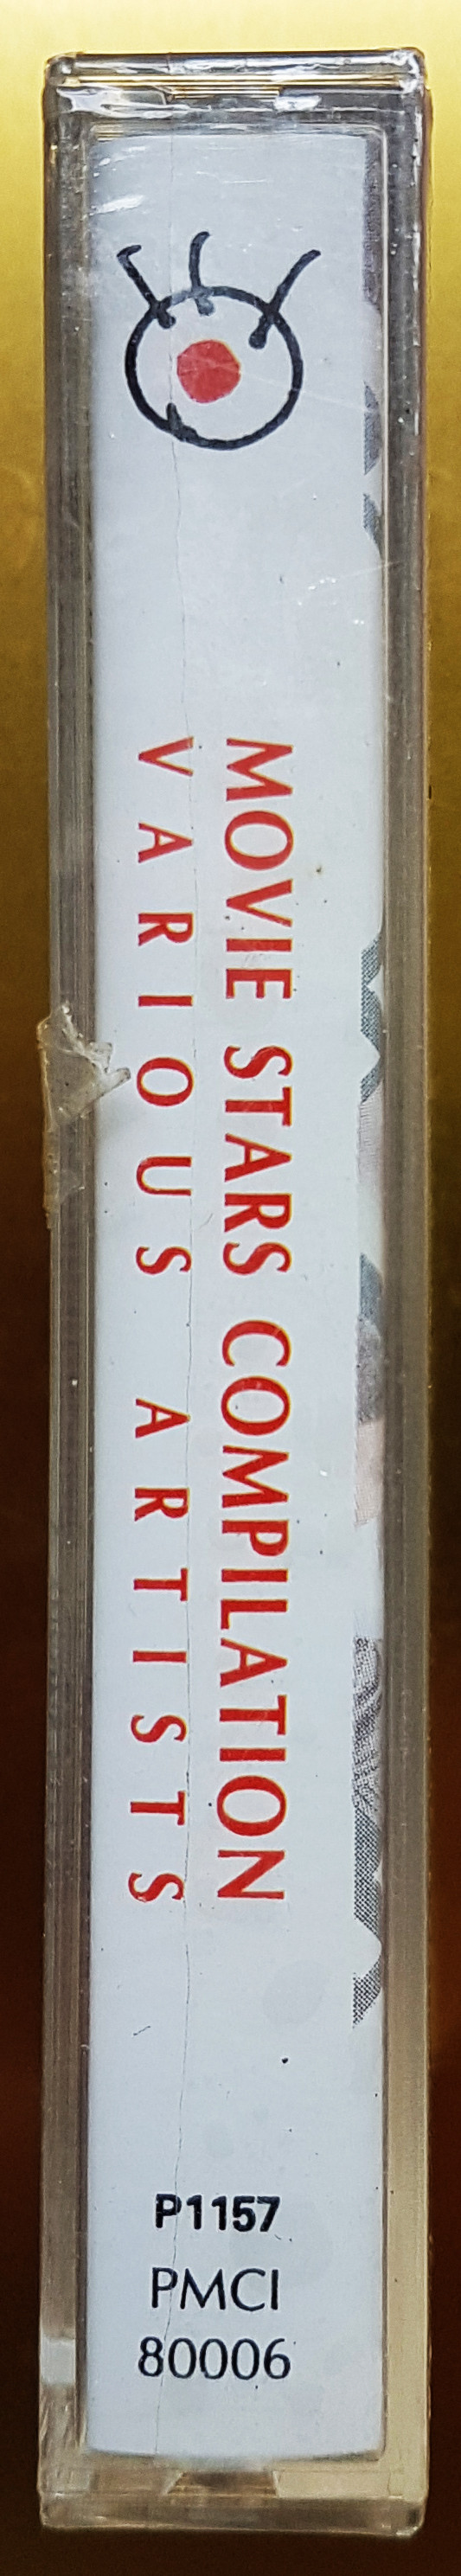 MOVIE STARS COMPILATION
VARIOUS ARTISTS
P1157
PMCI
80006